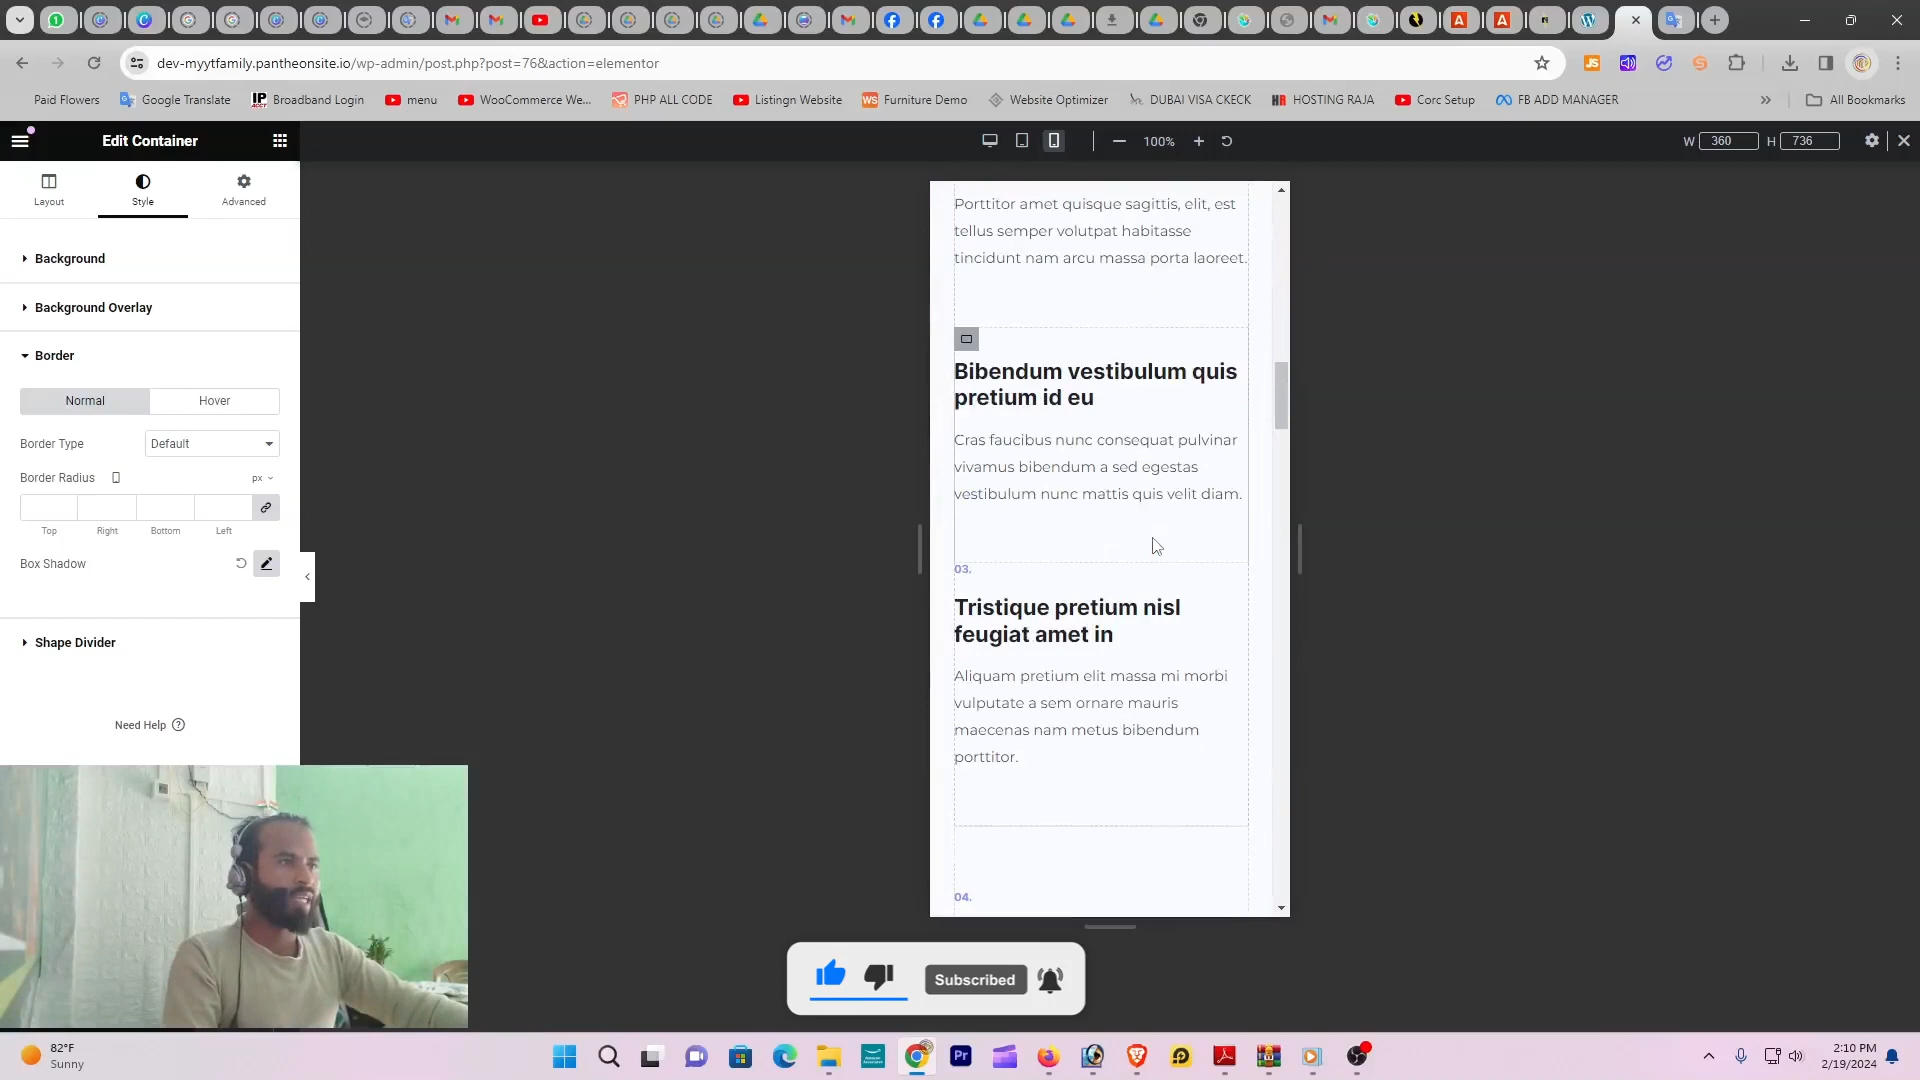 dev-myytfamily.pantheonsite.io/wp-admin/post.php?post=76&action=elementor
Paid Flowers
Google Translate
Broadband Login
menu
WooCommerce We...
PHP ALL CODE
Listingn Website
Furniture Demo
Website Optimizer
DUBAI VISA CKECK
HOSTING RAJA
Corc Setup
FB ADD MANAGER
All Bookmarks
Edit Container
100%
W 360 H 736
Layout
Style
Advanced
Background
Background Overlay
Border
Normal
Hover
Border Type
Default
Border Radius
px
Top
Right
Bottom
Left
Box Shadow
Shape Divider
Need Help
Porttitor amet quisque sagittis, elit, est
tellus semper volutpat habitasse
tincidunt nam arcu massa porta laoreet.
Bibendum vestibulum quis
pretium id eu
Cras faucibus nunc consequat pulvinar
vivamus bibendum a sed egestas
vestibulum nunc mattis quis velit diam.
03.
Tristique pretium nisl
feugiat amet in
Aliquam pretium elit massa mi morbi
vulputate a sem ornare mauris
maecenas nam metus bibendum
porttitor.
04.
Subscribed
82°F
Sunny
2:10 PM
2/19/2024